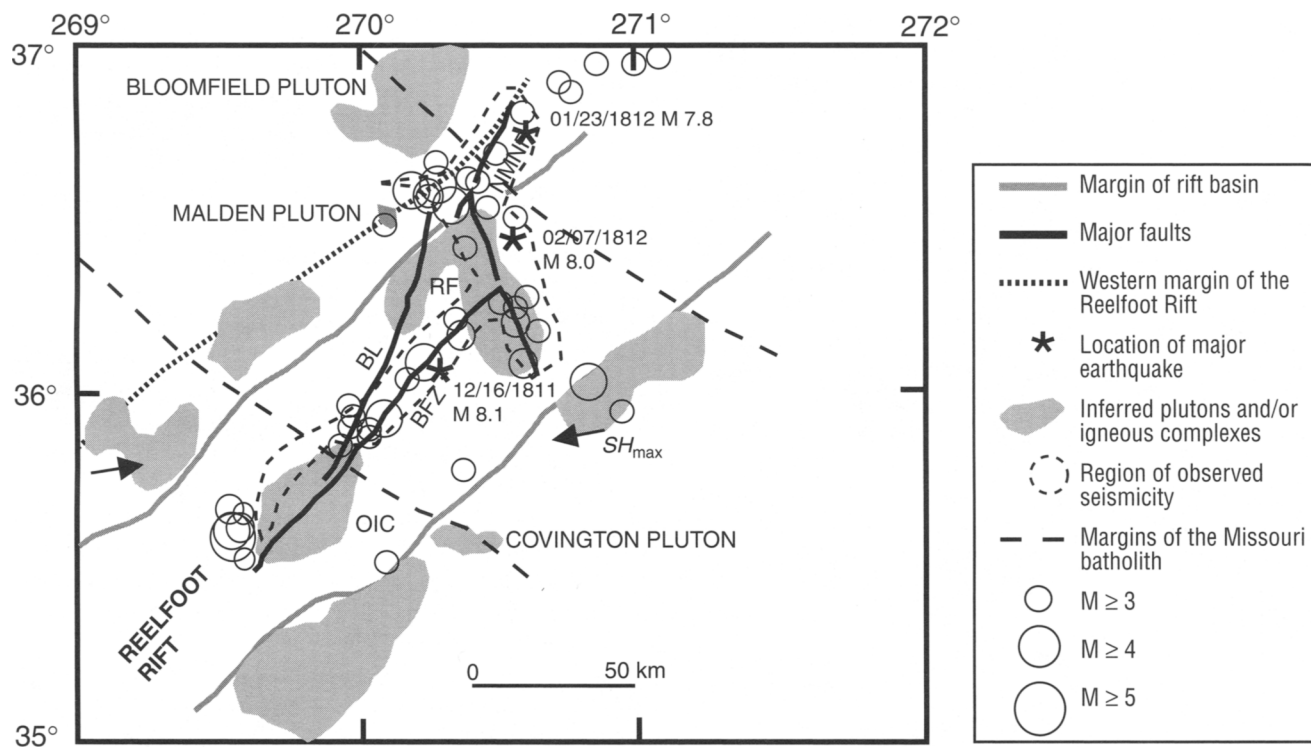 269°
270°
271°
272°
37°
BLOOMFIELD PLUTON
01/23/1812 M 7.8
NMNF
MALDEN PLUTON
02/07/1812
M 8.0
RF
BL
36°
12/16/1811
M 8.1
BFZ
SHmax
OIC
COVINGTON PLUTON
REELFOOT
RIFT
0 50 km
35°
Margin of rift basin
Major faults
Western margin of the
Reelfoot Rift
Location of major
earthquake
Inferred plutons and/or
igneous complexes
Region of observed
seismicity
Margins of the Missouri
batholith
M ≥ 3
M ≥ 4
M ≥ 5